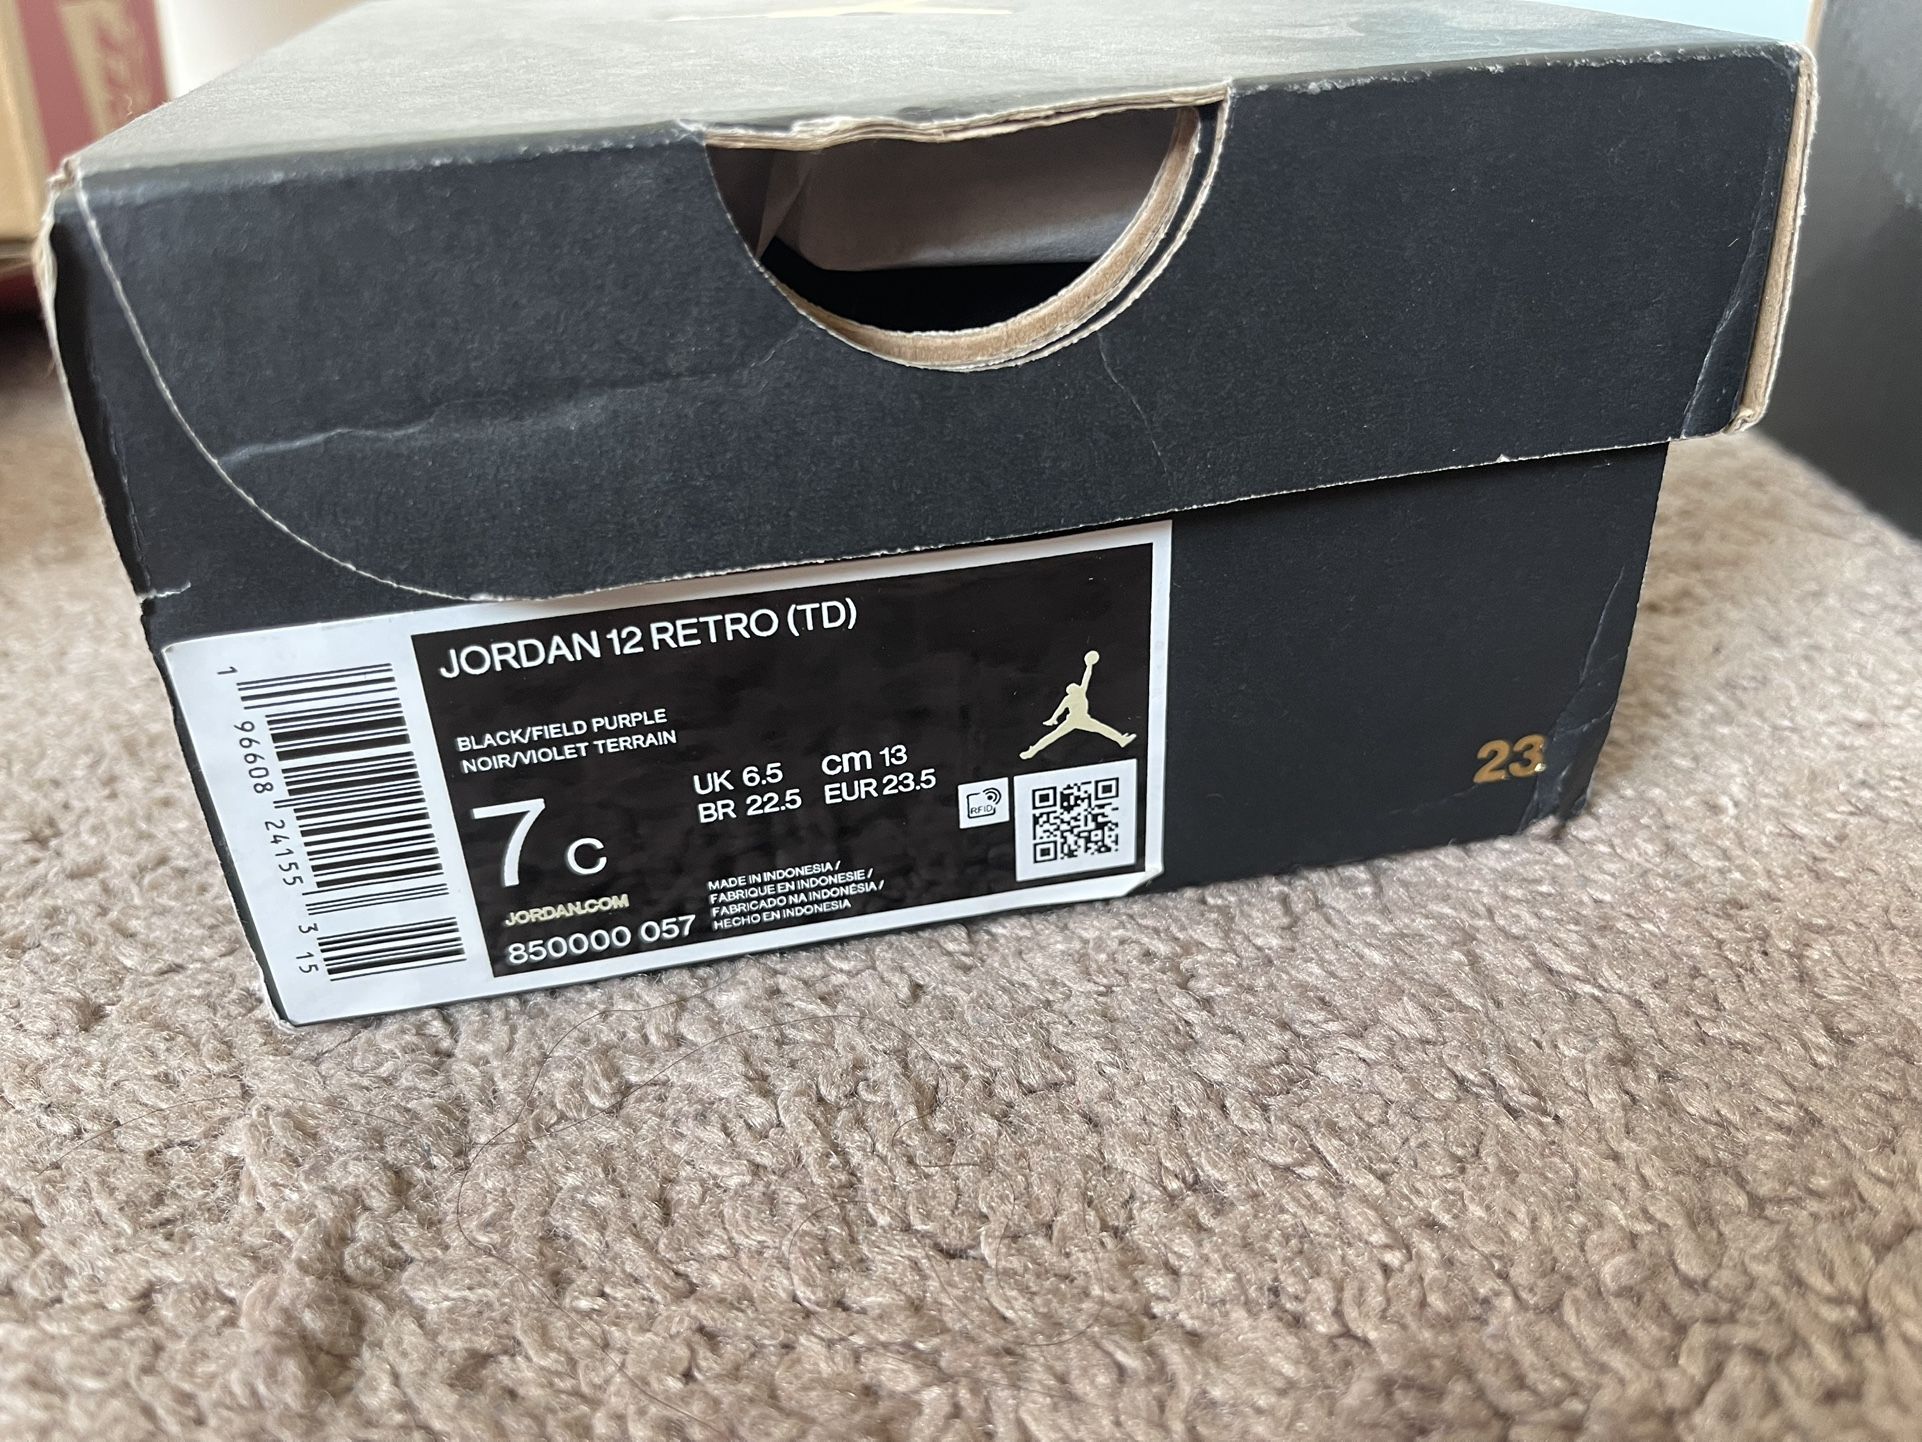 JORDAN 12 RETRO (TD)
BLACK/FIELD PURPLE
NOIR/VIOLET TERRAIN
7 C
UK 6.5 cm 13
BR 22.5 EUR 23.5
RFID
JORDAN.COM
850000 057
MADE IN INDONESIA /
FABRIQUE EN INDONESIE /
FABRICADO NA INDONÉSIA /
HECHO EN INDONESIA
1 96608 24155 3 15
23